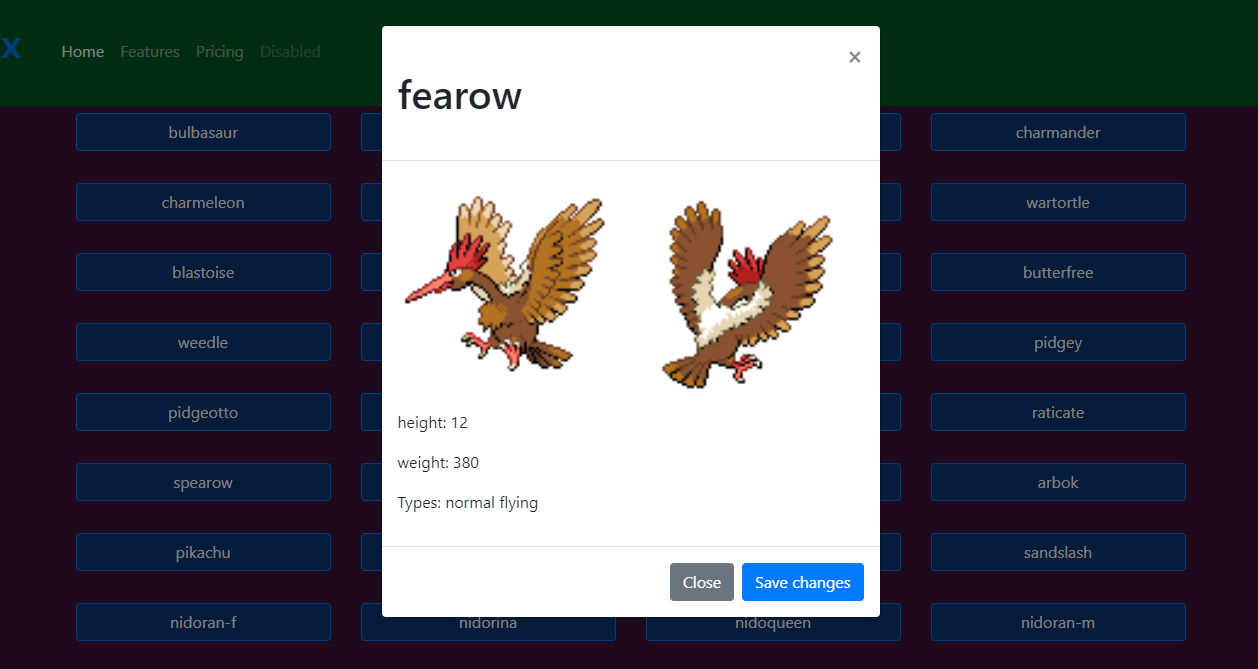 x
Home Features Pricing Disabled
×
fearow
bulbasaur charmander
charmeleon wartortle
blastoise butterfree
weedle pidgey
pidgeotto raticate
height: 12
weight: 380
spearow arbok
Types: normal flying
pikachu sandslash
Close Save changes
nidoran-f nidorina nidoqueen nidoran-m